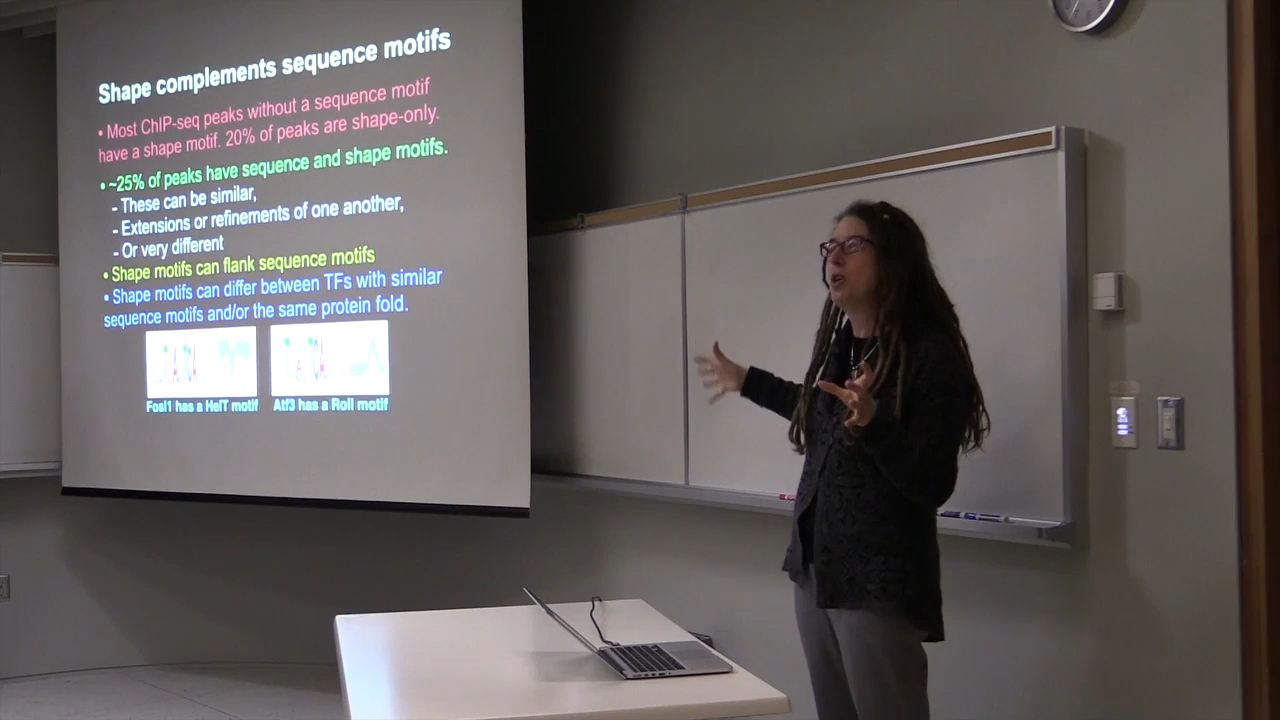 Shape complements sequence motifs
• Most ChIP-seq peaks without a sequence motif
have a shape motif. 20% of peaks are shape-only.
• ~25% of peaks have sequence and shape motifs.
- These can be similar,
- Extensions or refinements of one another,
- Or very different
• Shape motifs can flank sequence motifs
• Shape motifs can differ between TFs with similar
sequence motifs and/or the same protein fold.
Fosl1 has a HelT motif
Atf3 has a Roll motif